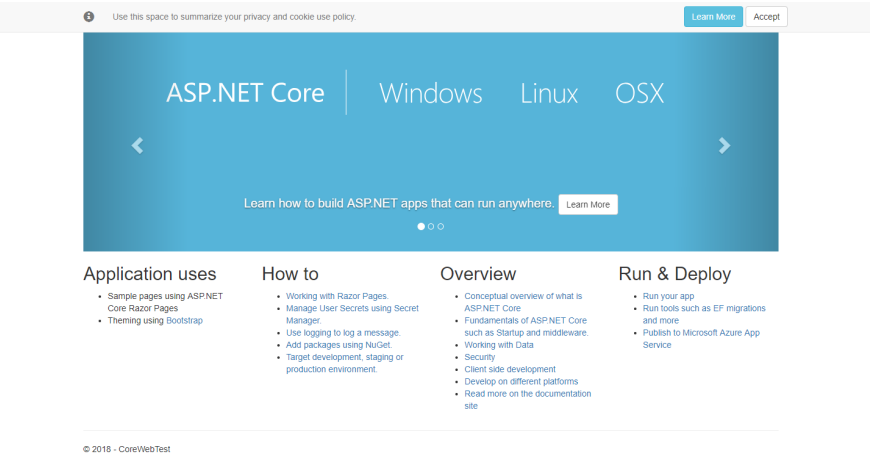 Use this space to summarize your privacy and cookie use policy.
Learn More
Accept
ASP.NET Core
Windows
Linux
OSX
Learn how to build ASP.NET apps that can run anywhere.
Learn More
Application uses
Sample pages using ASP.NET
Core Razor Pages
Theming using Bootstrap
How to
Working with Razor Pages.
Manage User Secrets using Secret
Manager.
Use logging to log a message.
Add packages using NuGet.
Target development, staging or
production environment.
Overview
Conceptual overview of what is
ASP.NET Core
Fundamentals of ASP.NET Core
such as Startup and middleware.
Working with Data
Security
Client side development
Develop on different platforms
Read more on the documentation
site
Run & Deploy
Run your app
Run tools such as EF migrations
and more
Publish to Microsoft Azure App
Service
© 2018 - CoreWebTest